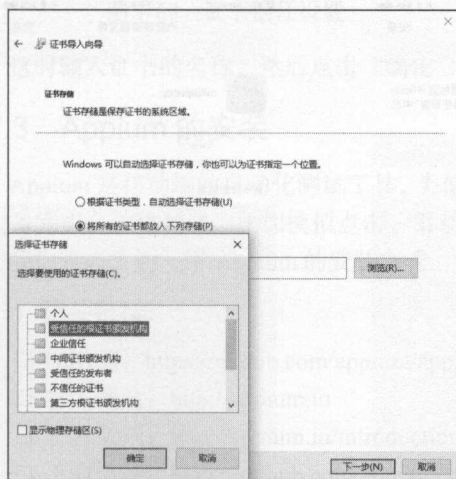 证书导入向导
证书存储
证书存储是保存证书的系统区域。
Windows 可以自动选择证书存储，你也可以为证书指定一个位置。
根据证书类型，自动选择证书存储(U)
将所有的证书都放入下列存储(P)
浏览(R)...
选择证书存储
选择要使用的证书存储(C)。
个人
受信任的根证书颁发机构
企业信任
中间证书颁发机构
受信任的发布者
不信任的证书
第三方根证书颁发机构
显示物理存储区(S)
确定
取消
下一步(N)
取消